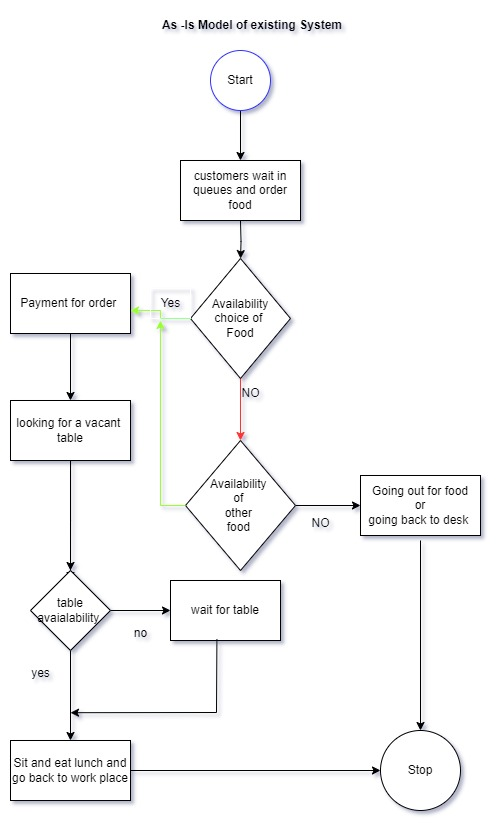 As -Is Model of existing System
Start
customers wait in
queues and order
food
Availability
choice of
Food
Yes
Payment for order
NO
looking for a vacant
table
Availability
of
other
food
NO
Going out for food
or
going back to desk
table
avaialability
no
wait for table
yes
Sit and eat lunch and
go back to work place
Stop